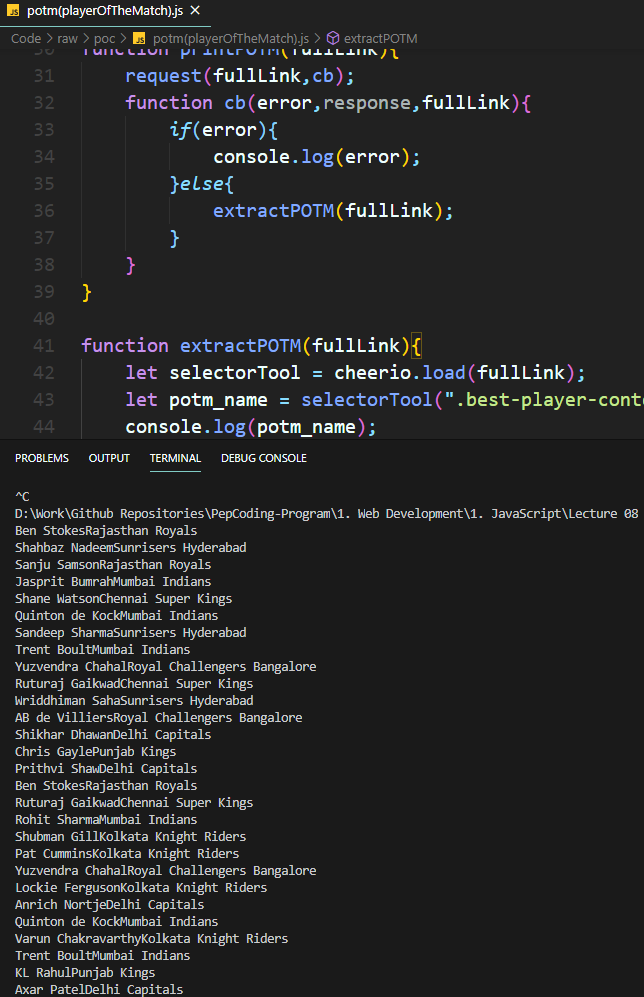 JS potm(playerOfTheMatch).js ×
Code > raw > poc > JS potm(playerOfTheMatch).js > extractPOTM
30 function printPOTM(fullLink){
31 request(fullLink,cb);
32 function cb(error,response,fullLink){
33 if(error){
34 console.log(error);
35 }else{
36 extractPOTM(fullLink);
37 }
38 }
39 }
40
41 function extractPOTM(fullLink){
42 let selectorTool = cheerio.load(fullLink);
43 let potm_name = selectorTool(".best-player-conte
44 console.log(potm_name);
PROBLEMS OUTPUT TERMINAL DEBUG CONSOLE
^C
D:\Work\Github Repositories\PepCoding-Program\1. Web Development\1. JavaScript\Lecture 08
Ben StokesRajasthan Royals
Shahbaz NadeemSunrisers Hyderabad
Sanju SamsonRajasthan Royals
Jasprit BumrahMumbai Indians
Shane WatsonChennai Super Kings
Quinton de KockMumbai Indians
Sandeep SharmaSunrisers Hyderabad
Trent BoultMumbai Indians
Yuzvendra ChahalRoyal Challengers Bangalore
Ruturaj GaikwadChennai Super Kings
Wriddhiman SahaSunrisers Hyderabad
AB de VilliersRoyal Challengers Bangalore
Shikhar DhawanDelhi Capitals
Chris GaylePunjab Kings
Prithvi ShawDelhi Capitals
Ben StokesRajasthan Royals
Ruturaj GaikwadChennai Super Kings
Rohit SharmaMumbai Indians
Shubman GillKolkata Knight Riders
Pat CumminsKolkata Knight Riders
Yuzvendra ChahalRoyal Challengers Bangalore
Lockie FergusonKolkata Knight Riders
Anrich NortjeDelhi Capitals
Quinton de KockMumbai Indians
Varun ChakravarthyKolkata Knight Riders
Trent BoultMumbai Indians
KL RahulPunjab Kings
Axar PatelDelhi Capitals